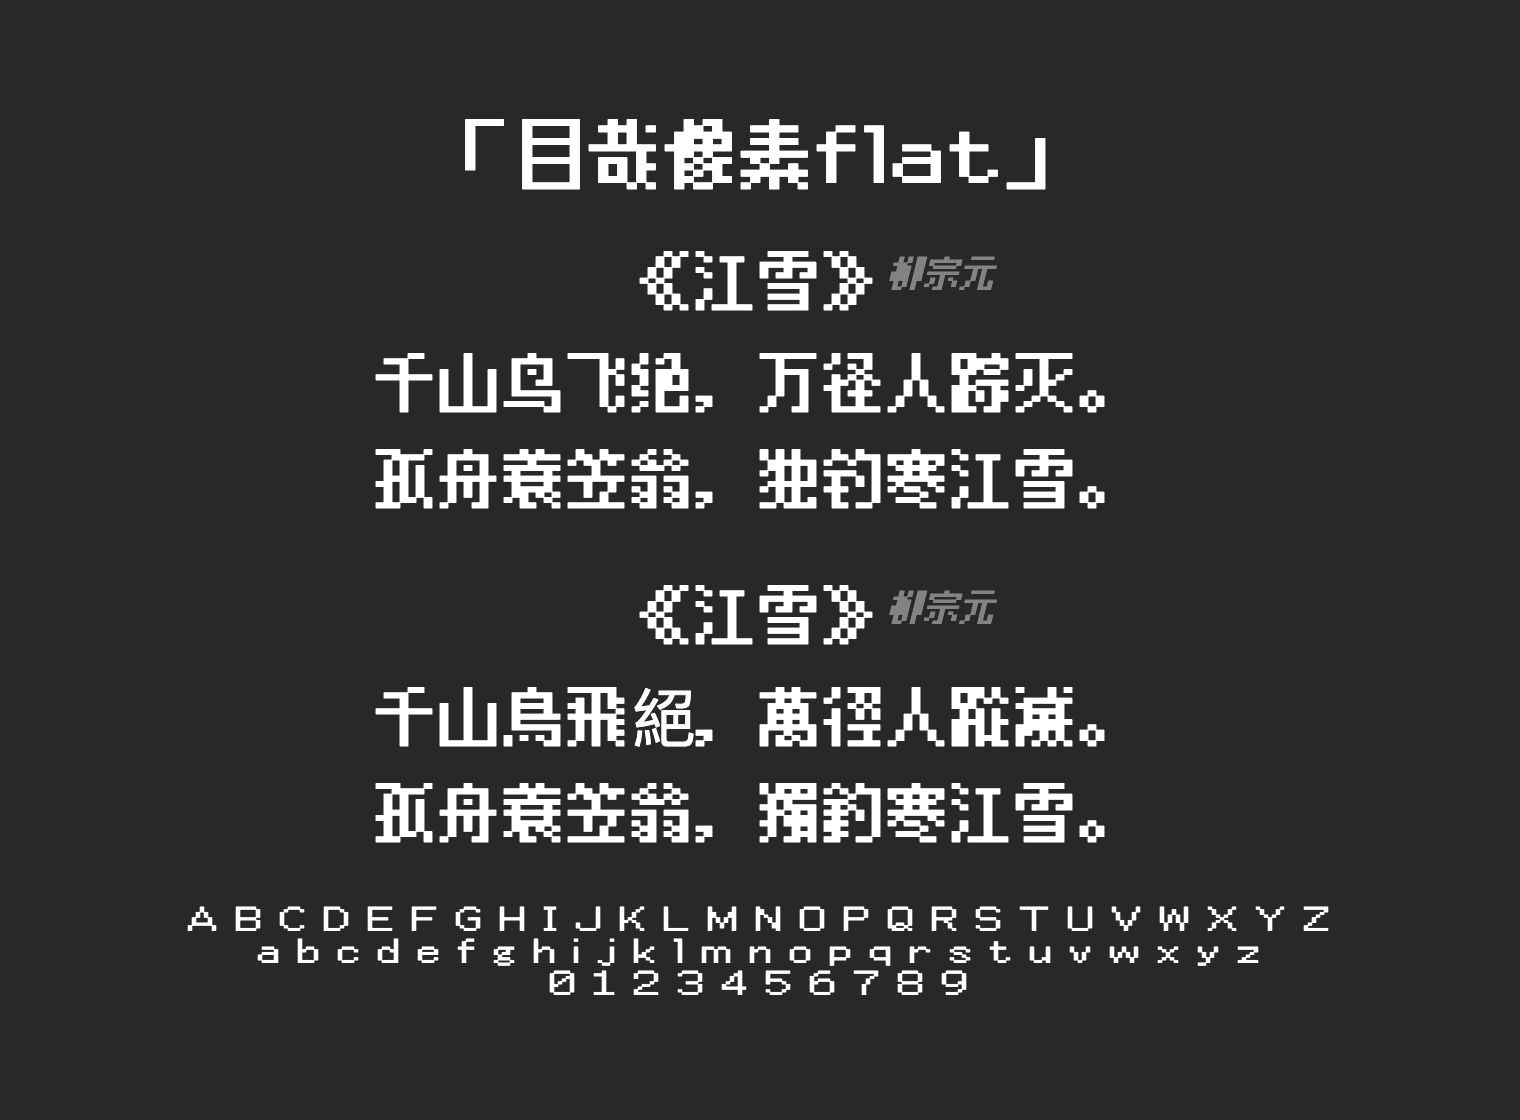 「目哉像素flat」
《江雪》柳宗元
千山鸟飞绝，万径人踪灭。
孤舟蓑笠翁，独钓寒江雪。
《江雪》柳宗元
千山鳥飛絕，萬徑人蹤滅。
孤舟蓑笠翁，獨釣寒江雪。
A B C D E F G H I J K L M N O P Q R S T U V W X Y Z
a b c d e f g h i j k l m n o p q r s t u v w x y z
0 1 2 3 4 5 6 7 8 9